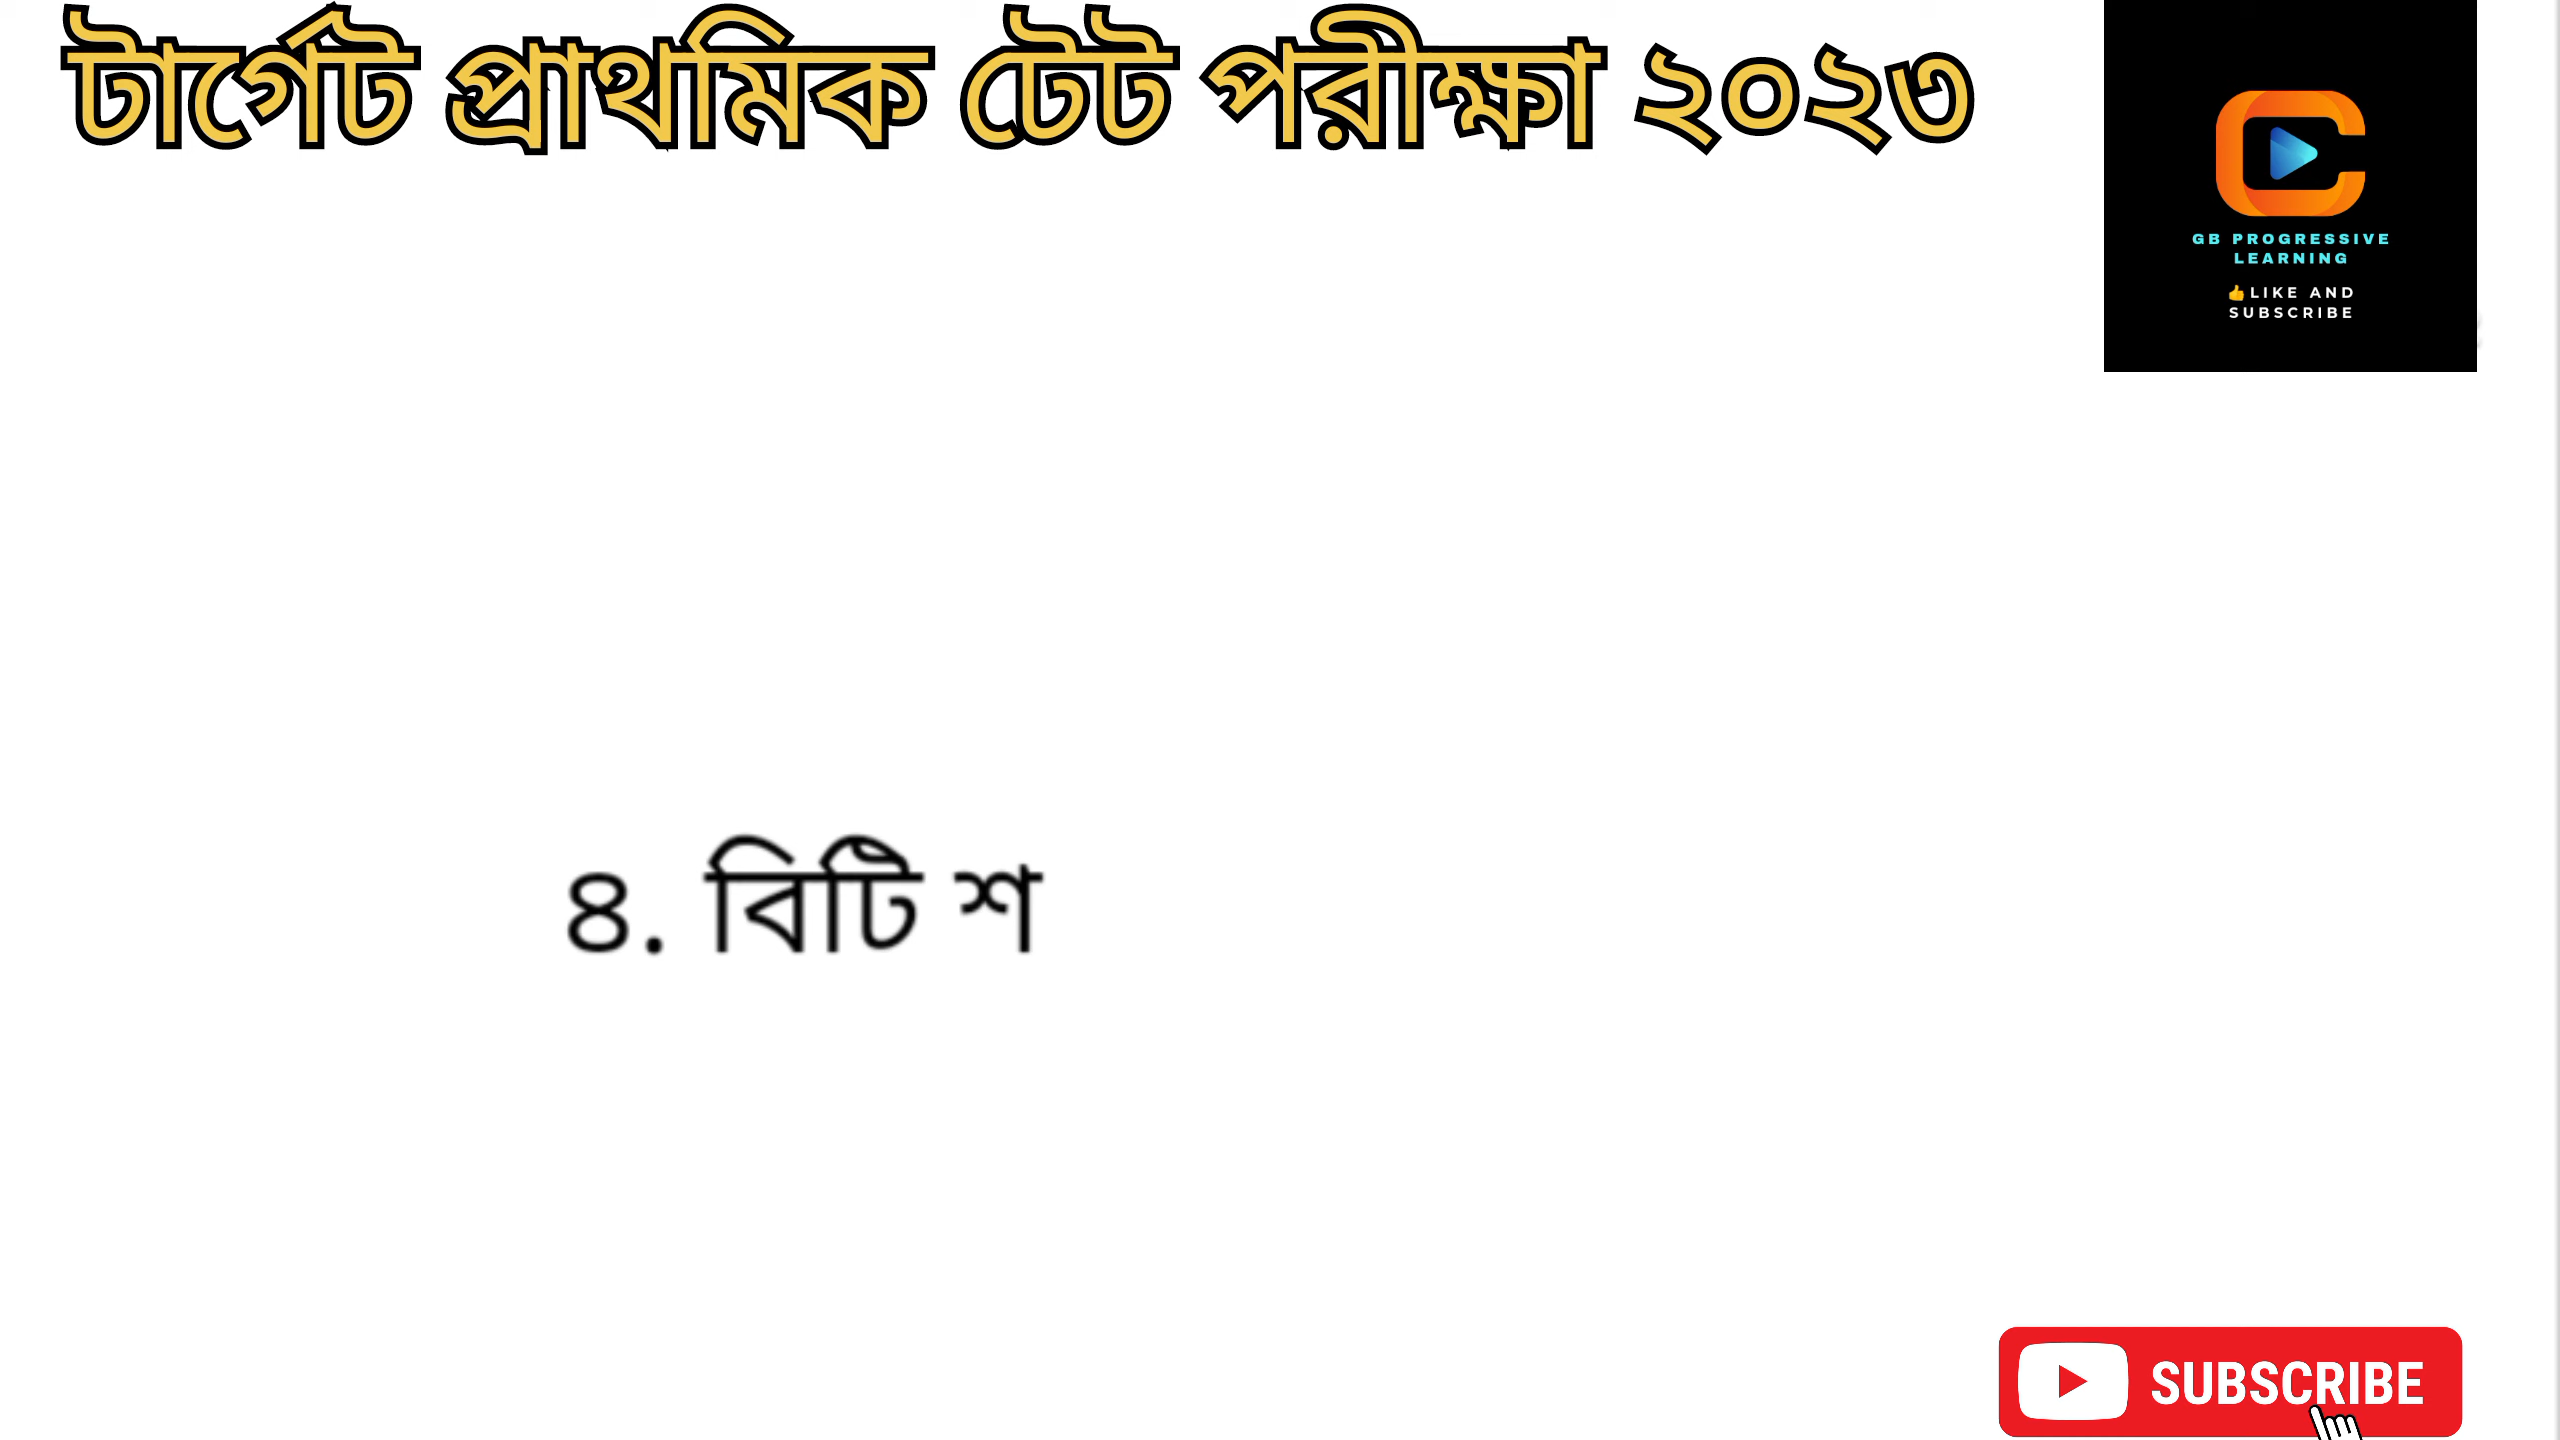 টার্গেট প্রাথমিক টেট পরীক্ষা ২০২৩
GB PROGRESSIVE
LEARNING
👍LIKE AND
SUBSCRIBE
৪. বিটি শ
SUBSCRIBE